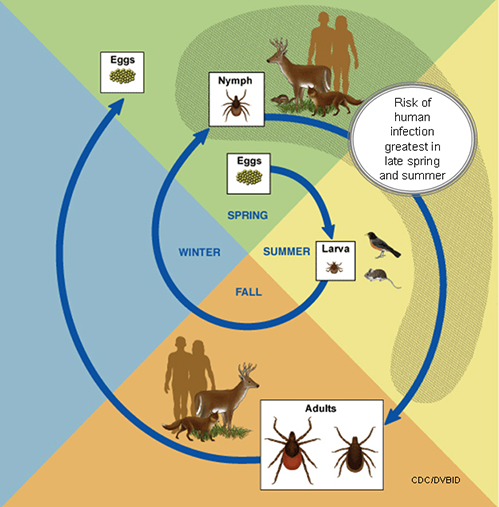 Eggs
Nymph
Risk of
human
infection
greatest in
late spring
and summer
Eggs
SPRING
WINTER
SUMMER
Larva
FALL
Adults
CDC/DVBID